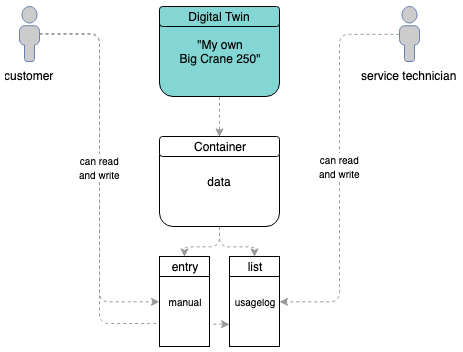 Digital Twin
"My own
Big Crane 250"
customer
service technician
Container
data
can read
and write
can read
and write
entry
list
manual
usagelog